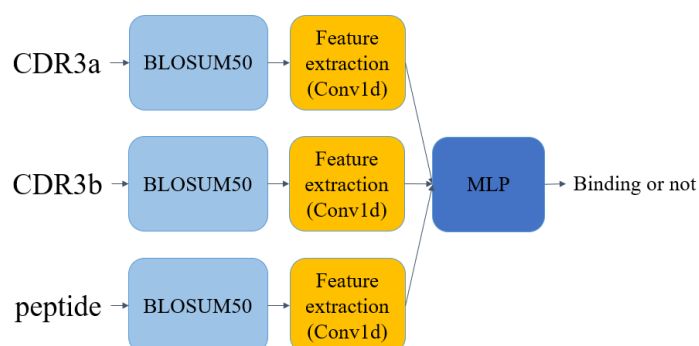 CDR3a
BLOSUM50
Feature
extraction
(Conv1d)
CDR3b
BLOSUM50
Feature
extraction
(Conv1d)
MLP
Binding or not
peptide
BLOSUM50
Feature
extraction
(Conv1d)